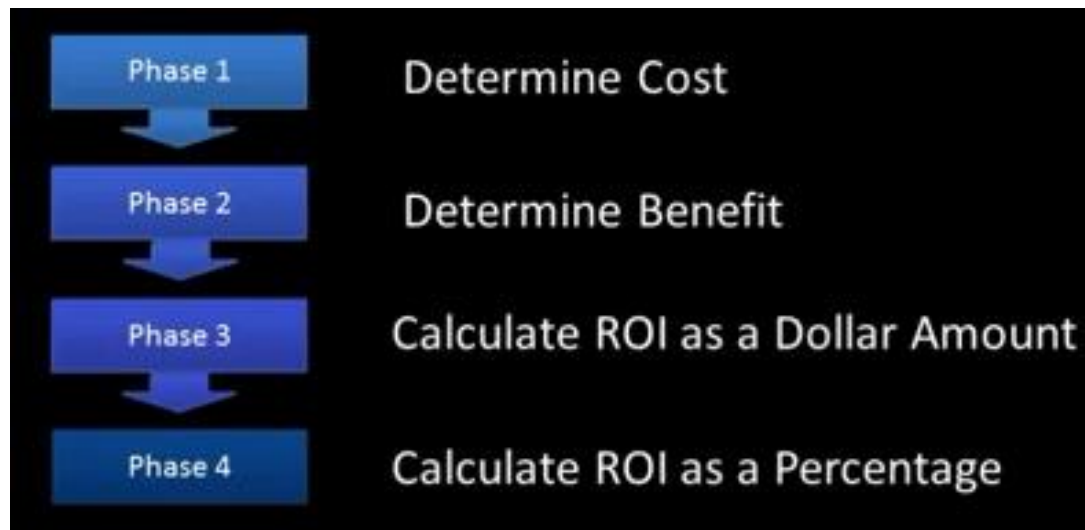 Phase 1
Determine Cost
Phase 2
Determine Benefit
Phase 3
Calculate ROI as a Dollar Amount
Phase 4
Calculate ROI as a Percentage